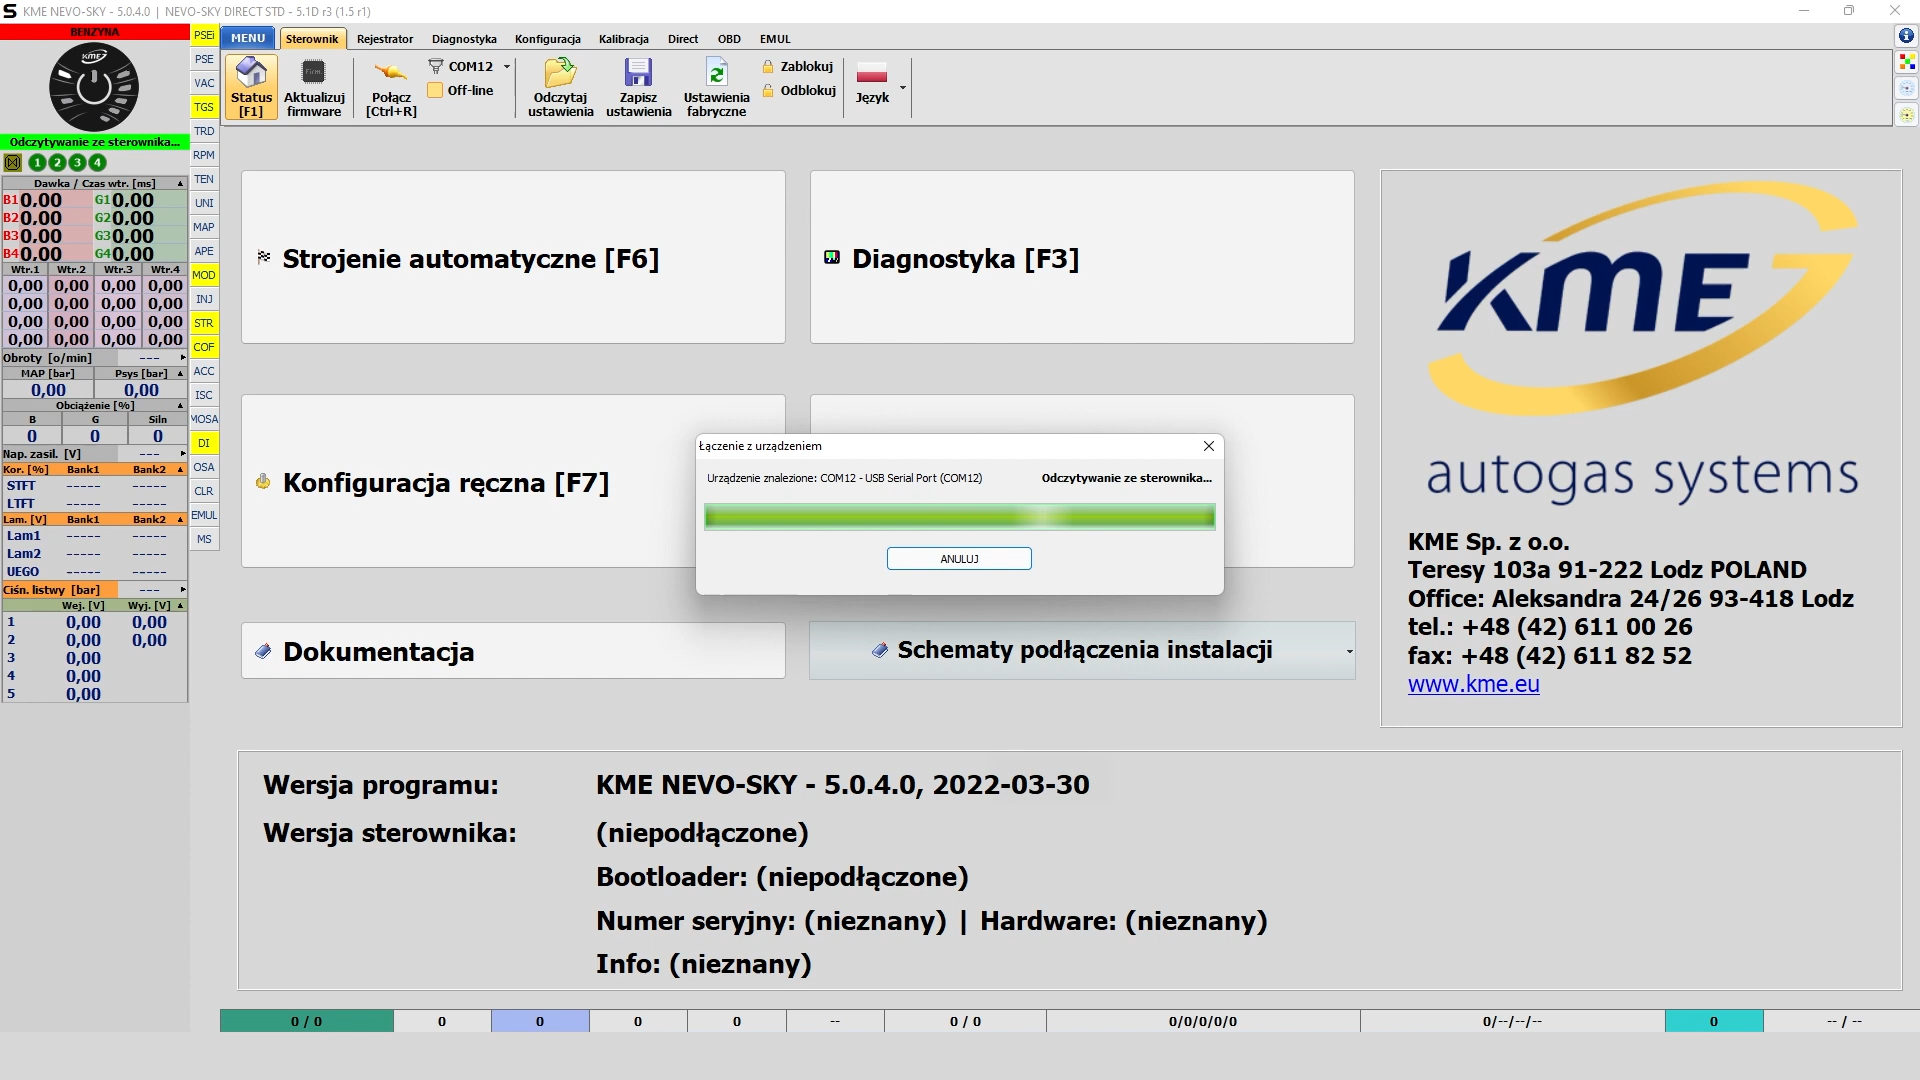 KME NEVO-SKY - 5.0.4.0 | NEVO-SKY DIRECT STD - 5.1D r3 (1.5 r1)
BENZYNA
KME
Odczytywanie ze sterownika...
1 2 3 4
Dawka / Czas wtr. [ms]
B1 0,00 G1 0,00
B2 0,00 G2 0,00
B3 0,00 G3 0,00
B4 0,00 G4 0,00
Wtr.1 Wtr.2 Wtr.3 Wtr.4
0,00 0,00 0,00 0,00
0,00 0,00 0,00 0,00
0,00 0,00 0,00 0,00
0,00 0,00 0,00 0,00
Obroty [o/min] ---
MAP [bar] Psys [bar]
0,00 0,00
Obciążenie [%]
B G Siln
0 0 0
Nap. zasil. [V] ---
Kor. [%] Bank1 Bank2
STFT ----- -----
LTFT ----- -----
Lam. [V] Bank1 Bank2
Lam1 ----- -----
Lam2 ----- -----
UEGO ----- -----
Ciśn. listwy [bar] ---
Wej. [V] Wyj. [V]
1 0,00 0,00
2 0,00 0,00
3 0,00
4 0,00
5 0,00
PSEi
PSE
VAC
TGS
TRD
RPM
TEN
UNI
MAP
APE
MOD
INJ
STR
COF
ACC
ISC
MOSA
DI
OSA
CLR
EMUL
MS
MENU Sterownik Rejestrator Diagnostyka Konfiguracja Kalibracja Direct OBD EMUL
Status
[F1]
Firm.
Aktualizuj
firmware
Połącz
[Ctrl+R]
COM12
Off-line
Odczytaj
ustawienia
Zapisz
ustawienia
Ustawienia
fabryczne
Zablokuj
Odblokuj
Język
Strojenie automatyczne [F6]
Diagnostyka [F3]
Konfiguracja ręczna [F7]
Łączenie z urządzeniem
Urządzenie znalezione: COM12 - USB Serial Port (COM12) Odczytywanie ze sterownika...
ANULUJ
Dokumentacja
Schematy podłączenia instalacji
KME
autogas systems
KME Sp. z o.o.
Teresy 103a 91-222 Lodz POLAND
Office: Aleksandra 24/26 93-418 Lodz
tel.: +48 (42) 611 00 26
fax: +48 (42) 611 82 52
www.kme.eu
Wersja programu: KME NEVO-SKY - 5.0.4.0, 2022-03-30
Wersja sterownika: (niepodłączone)
Bootloader: (niepodłączone)
Numer seryjny: (nieznany) | Hardware: (nieznany)
Info: (nieznany)
0 / 0 0 0 0 0 -- 0 / 0 0/0/0/0/0 0/--/--/-- 0 -- / --